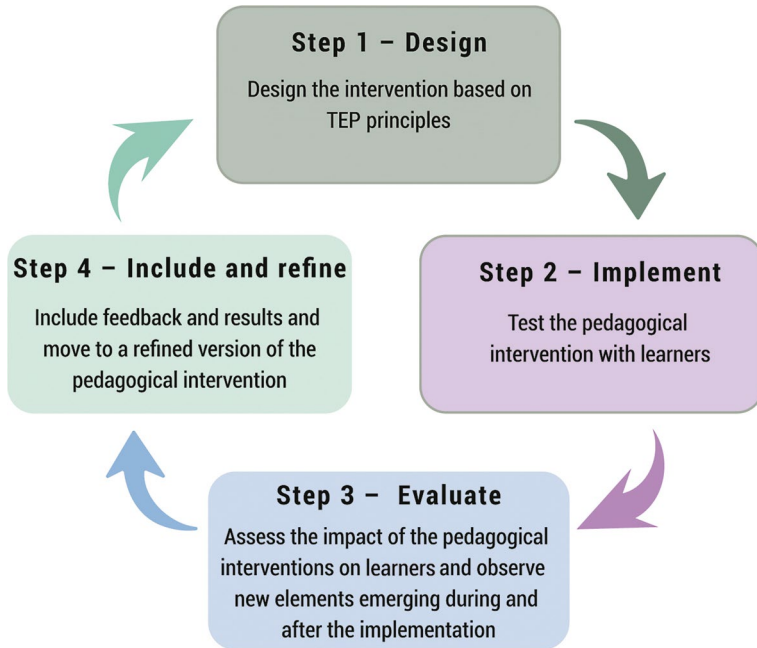 Step 1 – Design
Design the intervention based on
TEP principles
Step 2 – Implement
Test the pedagogical
intervention with learners
Step 3 – Evaluate
Assess the impact of the pedagogical
interventions on learners and observe
new elements emerging during and
after the implementation
Step 4 – Include and refine
Include feedback and results and
move to a refined version of the
pedagogical intervention